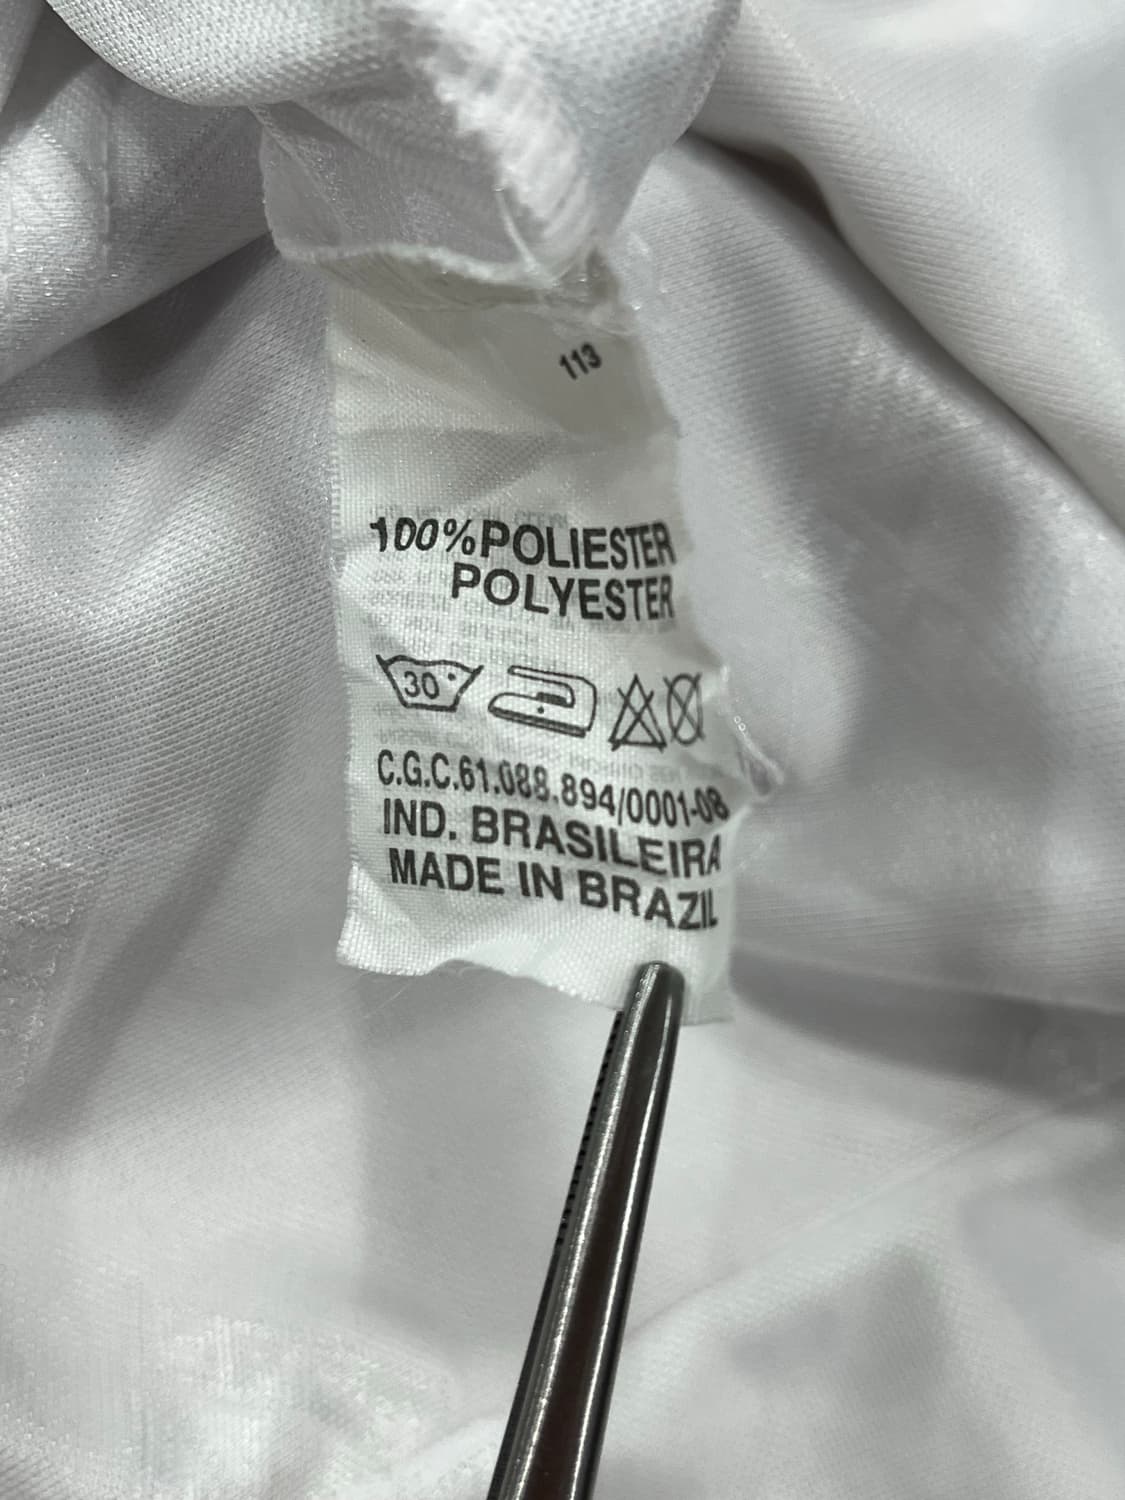 113
100%POLIESTER
POLYESTER
30
C.G.C.61.088.894/0001-08
IND. BRASILEIRA
MADE IN BRAZIL